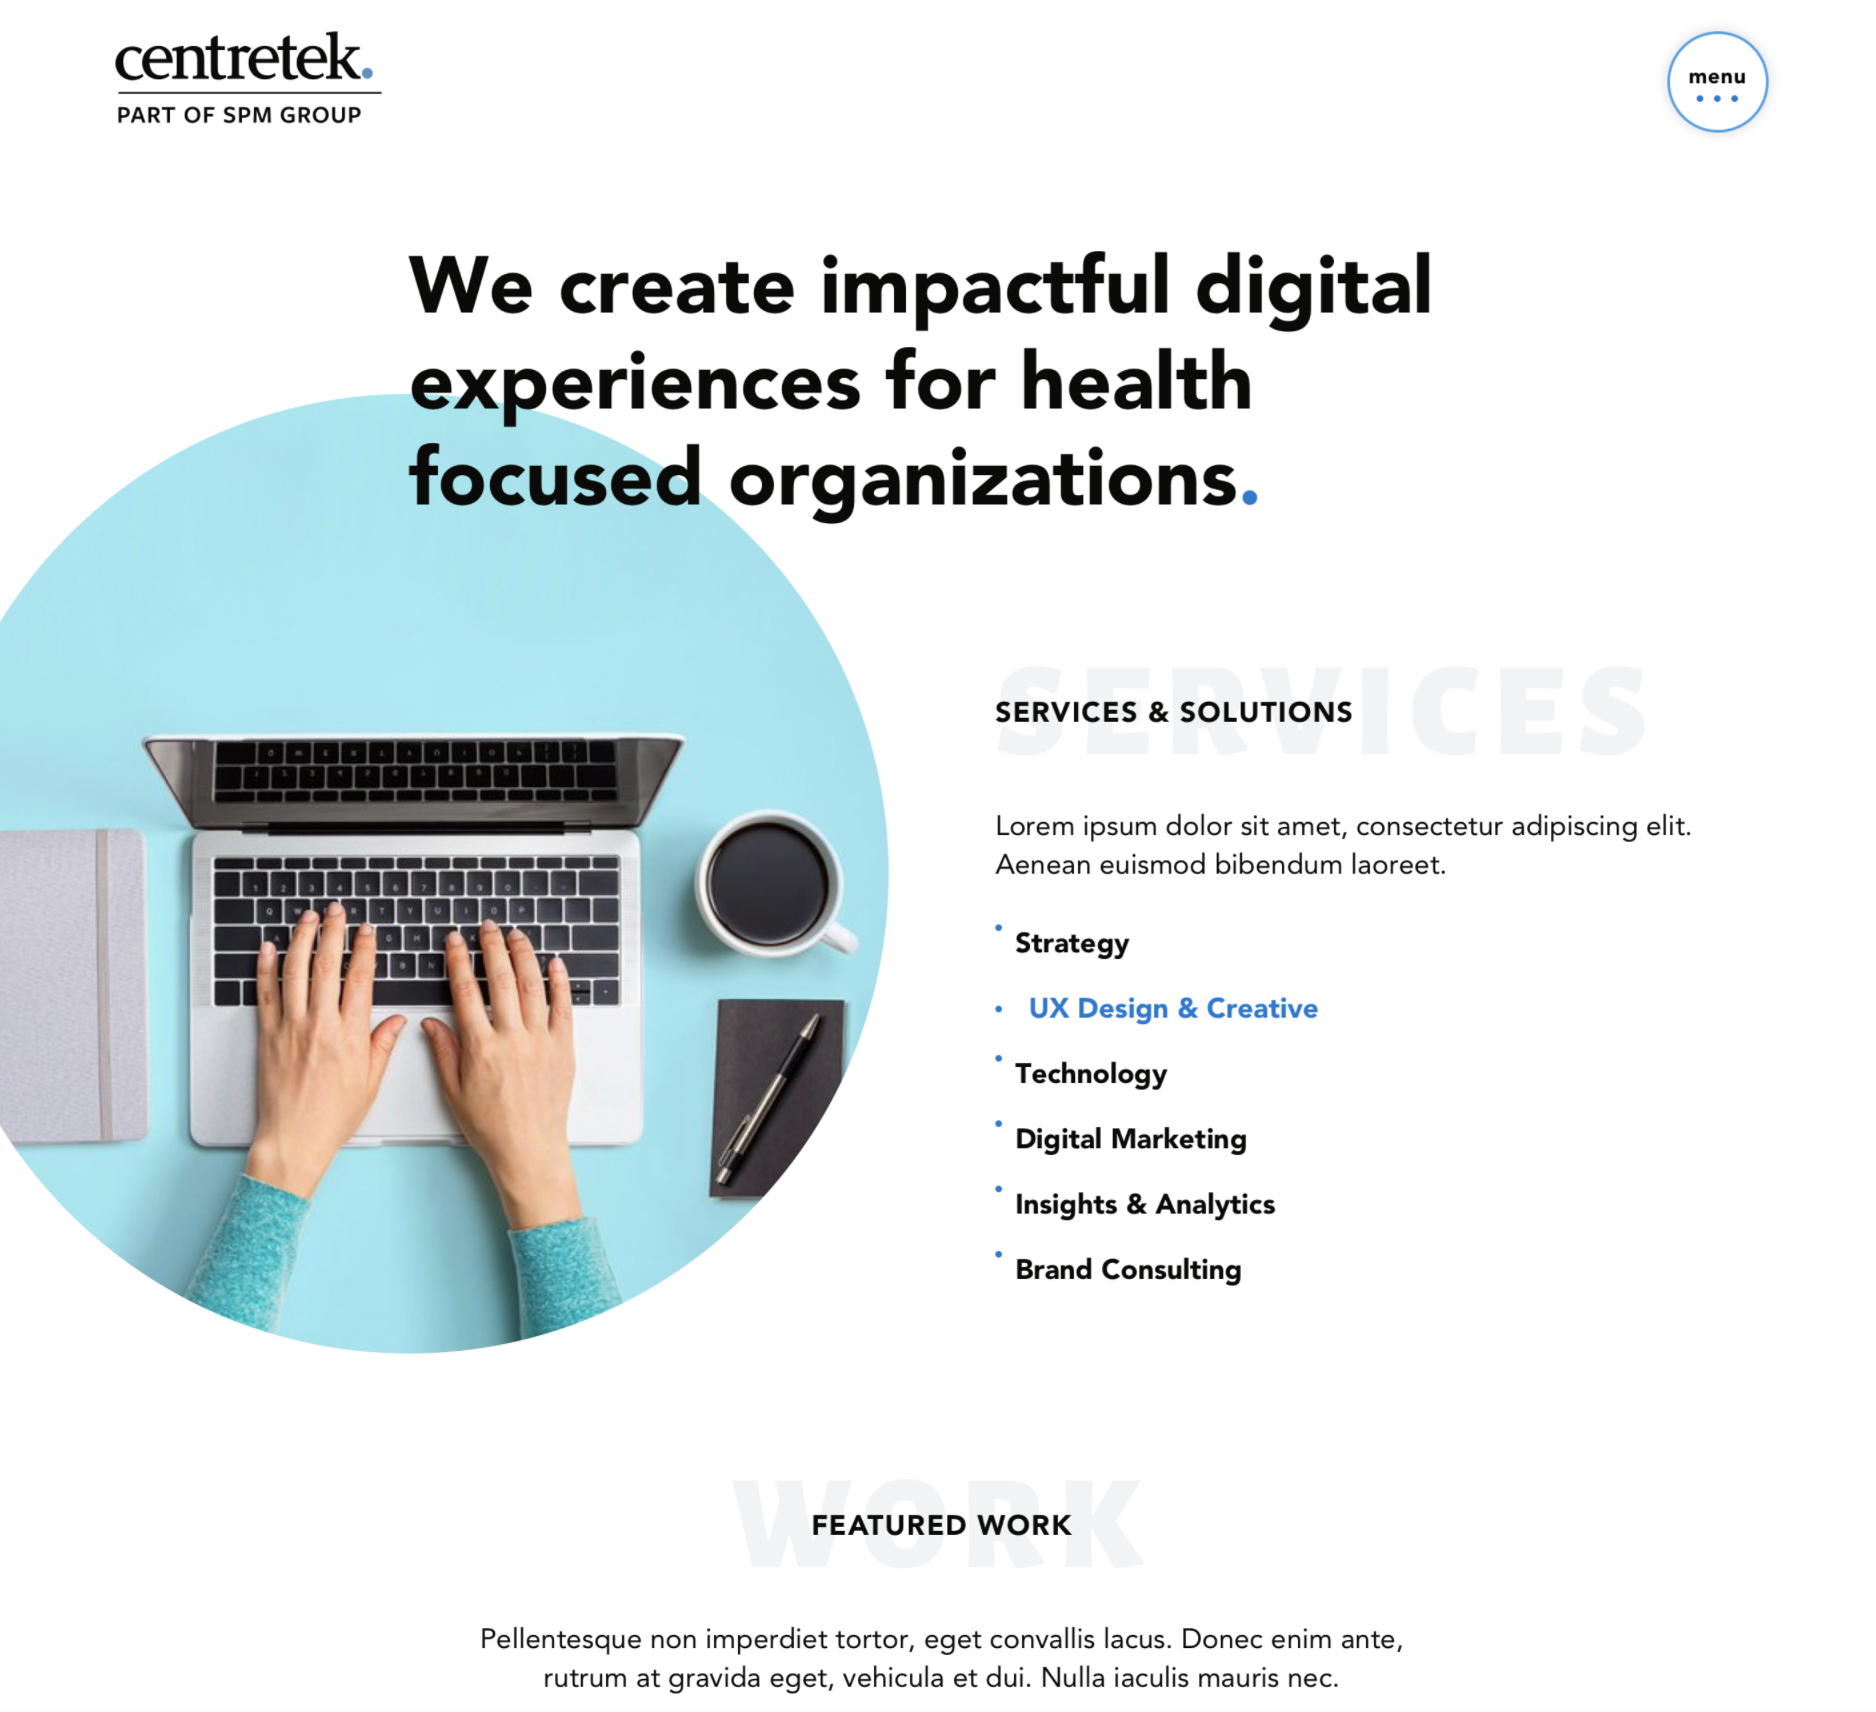 centretek.
PART OF SPM GROUP
menu
We create impactful digital
experiences for health
focused organizations.
SERVICES
SERVICES & SOLUTIONS
Lorem ipsum dolor sit amet, consectetur adipiscing elit.
Aenean euismod bibendum laoreet.
Strategy
UX Design & Creative
Technology
Digital Marketing
Insights & Analytics
Brand Consulting
WORK
FEATURED WORK
Pellentesque non imperdiet tortor, eget convallis lacus. Donec enim ante,
rutrum at gravida eget, vehicula et dui. Nulla iaculis mauris nec.